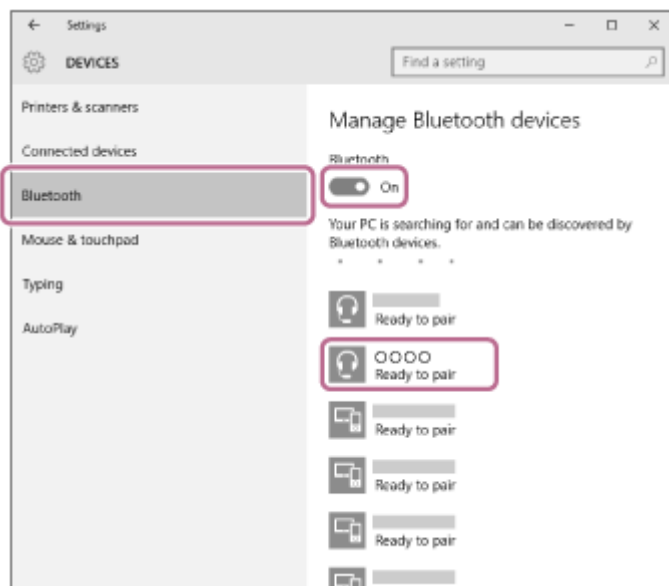 Settings
DEVICES
Find a setting
Printers & scanners
Connected devices
Bluetooth
Mouse & touchpad
Typing
AutoPlay
Manage Bluetooth devices
Bluetooth
On
Your PC is searching for and can be discovered by
Bluetooth devices.
Ready to pair
OOOO
Ready to pair
Ready to pair
Ready to pair
Ready to pair